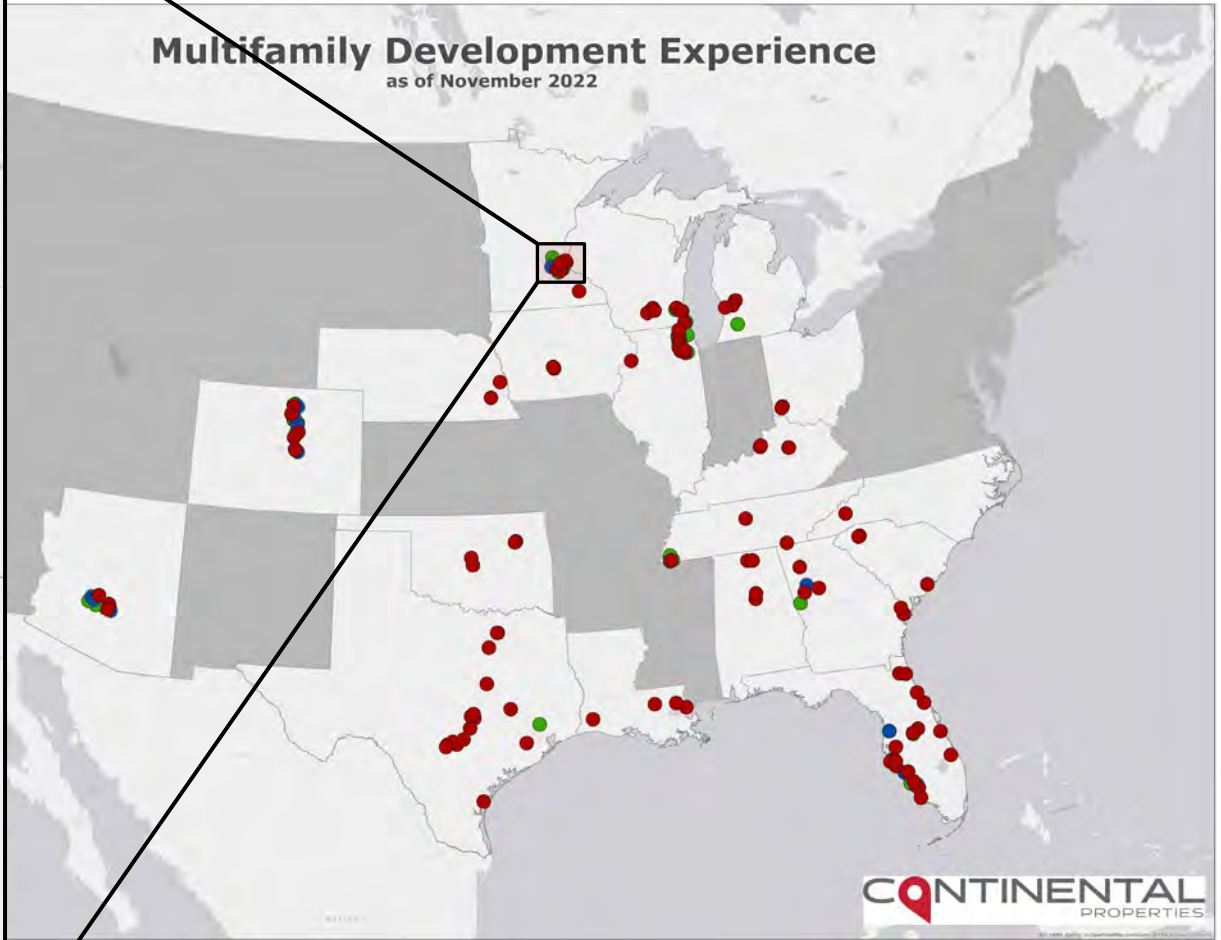 Multifamily Development Experience
as of November 2022
CONTINENTAL
PROPERTIES